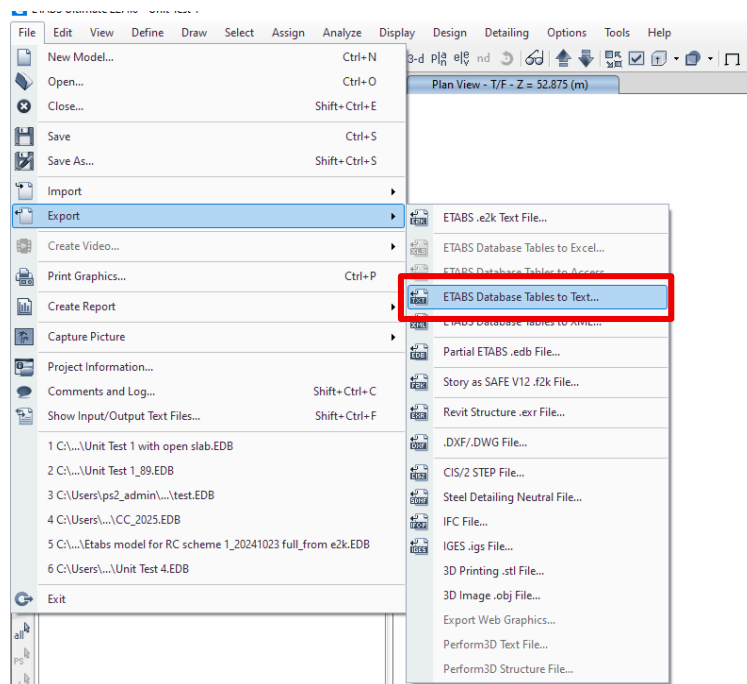 File Edit View Define Draw Select Assign Analyze Display Design Detailing Options Tools Help
New Model... Ctrl+N
Open... Ctrl+O
Close... Shift+Ctrl+E
Save Ctrl+S
Save As... Shift+Ctrl+S
Import
Export
Create Video...
Print Graphics... Ctrl+P
Create Report
Capture Picture
Project Information...
Comments and Log... Shift+Ctrl+C
Show Input/Output Text Files... Shift+Ctrl+F
1 C:\...\Unit Test 1 with open slab.EDB
2 C:\...\Unit Test 1_89.EDB
3 C:\Users\ps2_admin\...\test.EDB
4 C:\Users\...\CC_2025.EDB
5 C:\...\Etabs model for RC scheme 1_20241023 full_from e2k.EDB
6 C:\Users\...\Unit Test 4.EDB
Exit
all
PS
3-d pla ele nd
Plan View - T/F - Z = 52.875 (m)
ETABS .e2k Text File...
ETABS Database Tables to Excel...
ETABS Database Tables to Access...
ETABS Database Tables to Text...
ETABS Database Tables to XML...
Partial ETABS .edb File...
Story as SAFE V12 .f2k File...
Revit Structure .exr File...
.DXF/.DWG File...
CIS/2 STEP File...
Steel Detailing Neutral File...
IFC File...
IGES .igs File...
3D Printing .stl File...
3D Image .obj File...
Export Web Graphics...
Perform3D Text File...
Perform3D Structure File...